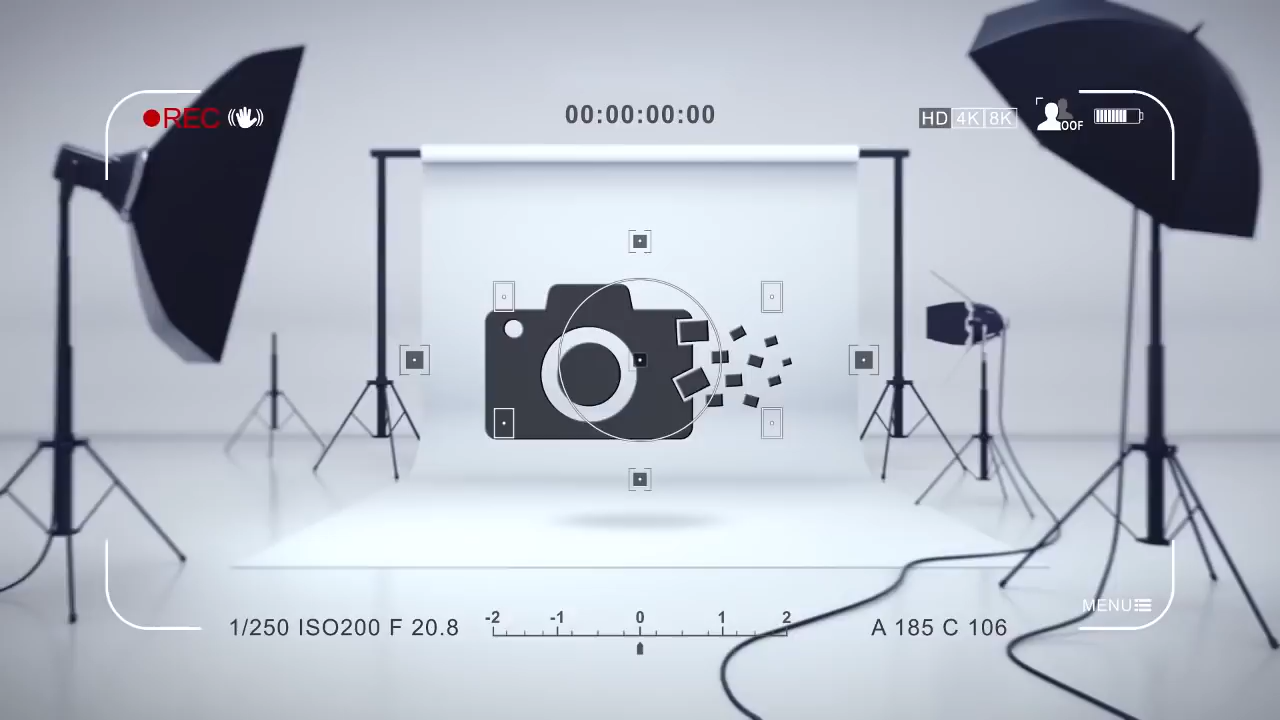 REC
00:00:00:00
HD 4K 8K
OOF
-2 -1 0 1 2
1/250 ISO200 F 20.8
A 185 C 106
MENU